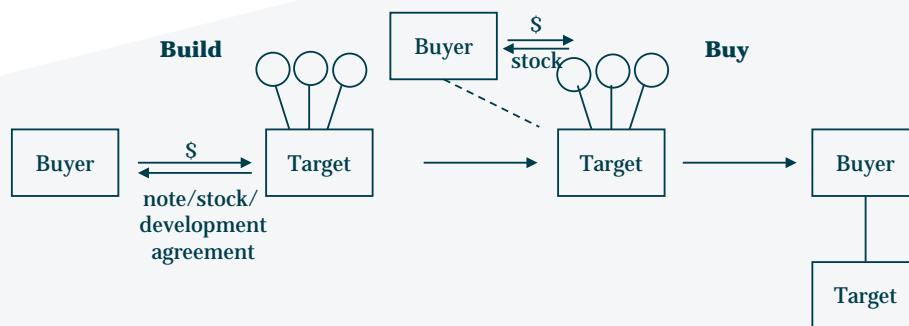 Build
Buyer
$
note/stock/
development
agreement
Target
Buyer
$
stock
Buy
Target
Buyer
Target